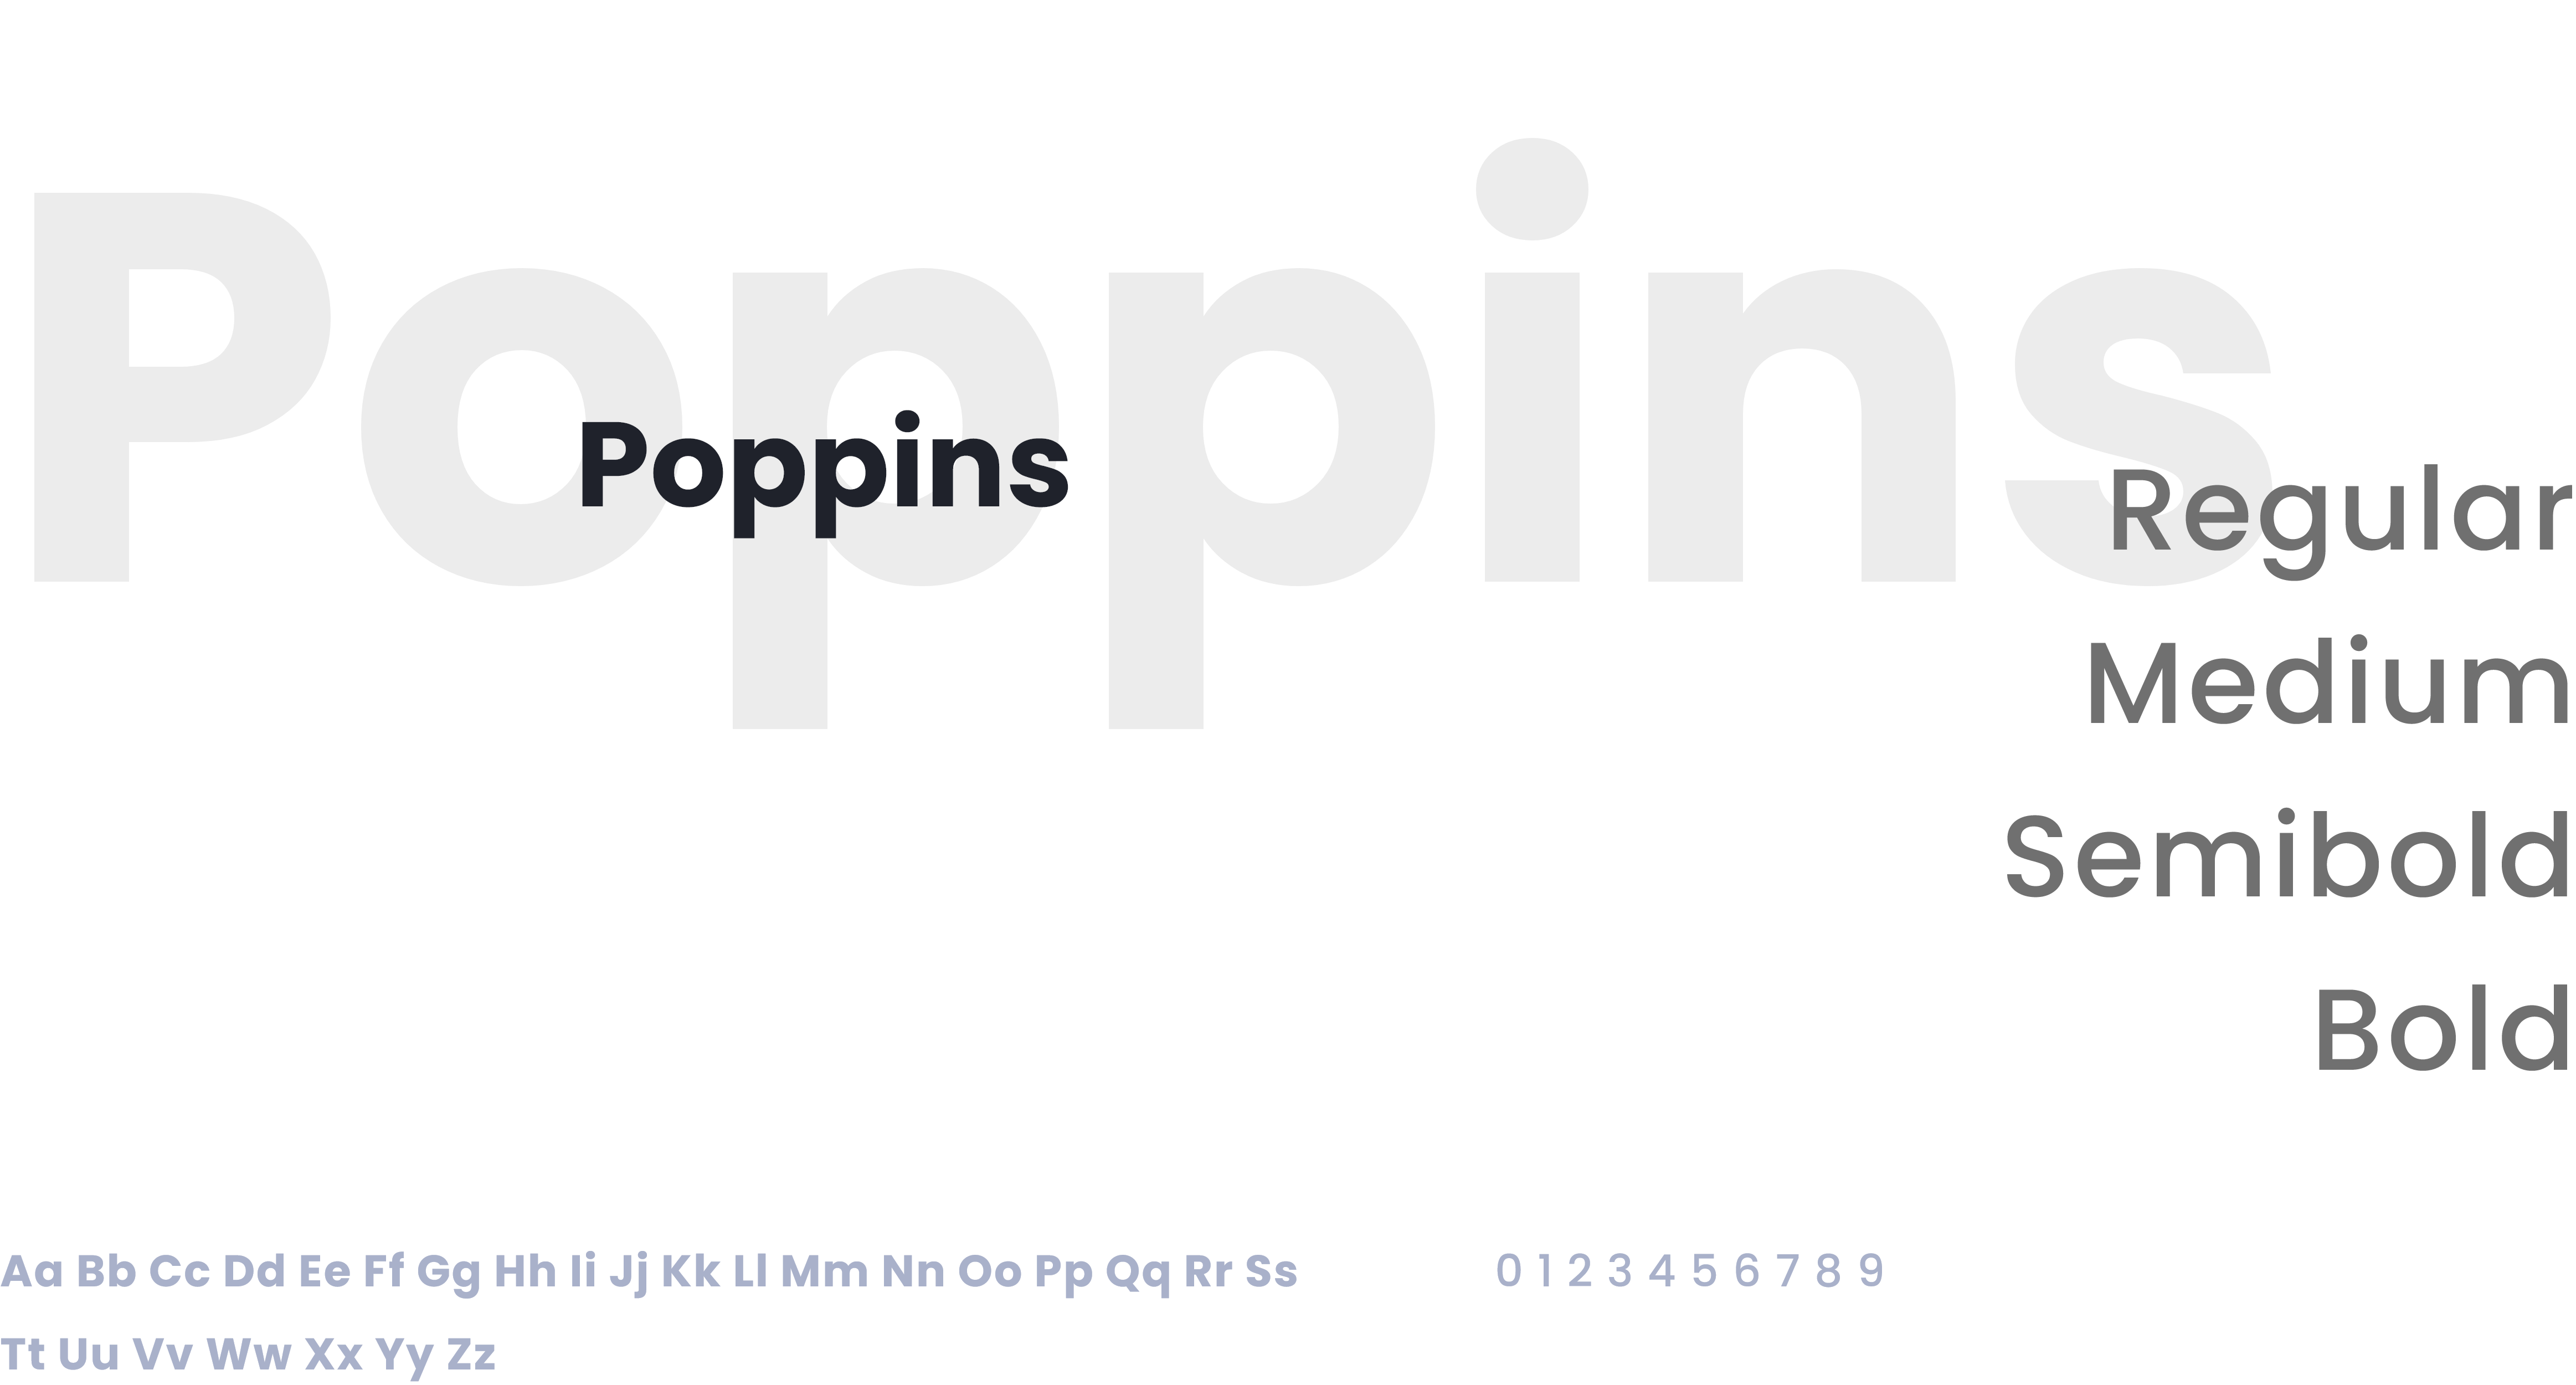 Poppins
Poppins
Regular
Medium
Semibold
Bold
Aa Bb Cc Dd Ee Ff Gg Hh Ii Jj Kk Ll Mm Nn Oo Pp Qq Rr Ss
Tt Uu Vv Ww Xx Yy Zz
0 1 2 3 4 5 6 7 8 9